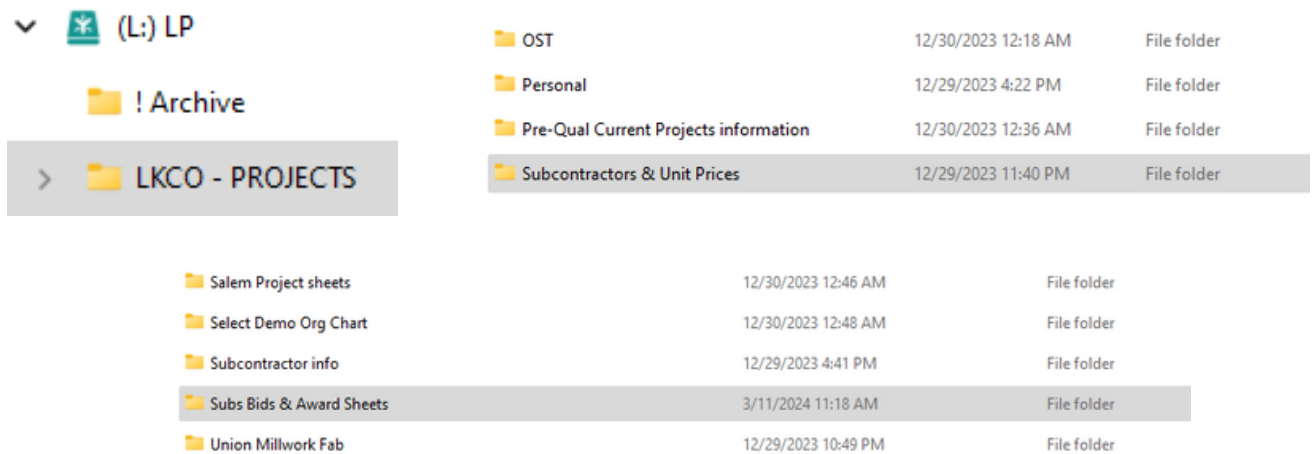 (L:) LP
! Archive
LKCO - PROJECTS
OST 12/30/2023 12:18 AM File folder
Personal 12/29/2023 4:22 PM File folder
Pre-Qual Current Projects information 12/30/2023 12:36 AM File folder
Subcontractors & Unit Prices 12/29/2023 11:40 PM File folder
Salem Project sheets 12/30/2023 12:46 AM File folder
Select Demo Org Chart 12/30/2023 12:48 AM File folder
Subcontractor info 12/29/2023 4:41 PM File folder
Subs Bids & Award Sheets 3/11/2024 11:18 AM File folder
Union Millwork Fab 12/29/2023 10:49 PM File folder